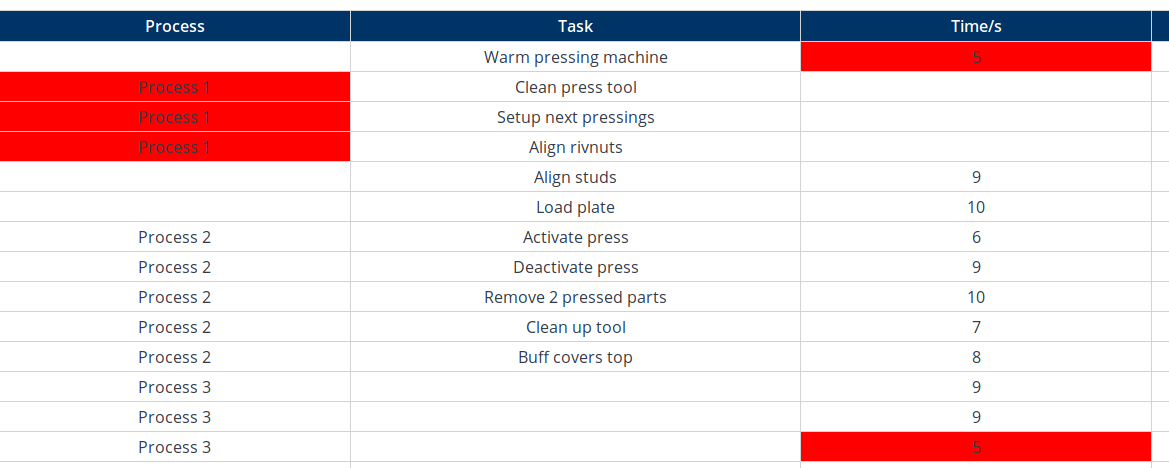 Process Task Time/s
Warm pressing machine 5
Process 1 Clean press tool
Process 1 Setup next pressings
Process 1 Align rivnuts
Align studs 9
Load plate 10
Process 2 Activate press 6
Process 2 Deactivate press 9
Process 2 Remove 2 pressed parts 10
Process 2 Clean up tool 7
Process 2 Buff covers top 8
Process 3 9
Process 3 9
Process 3 5